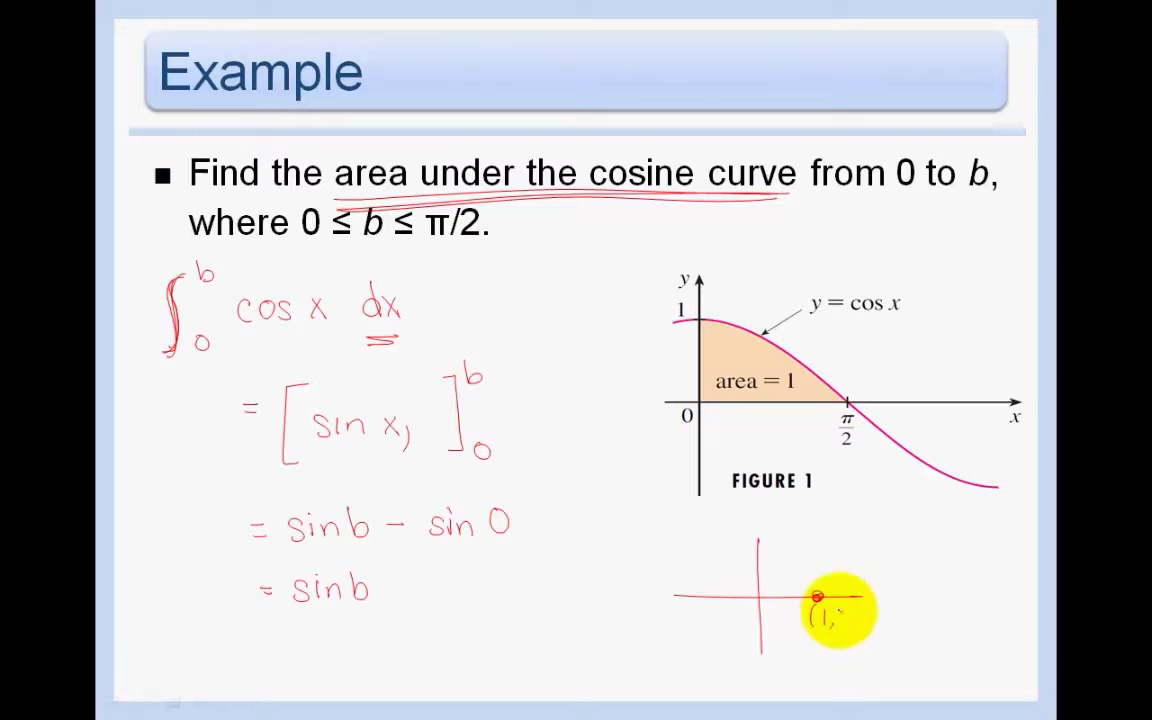 Example
■ Find the area under the cosine curve from 0 to b,
where 0 ≤ b ≤ π/2.
∫₀ᵇ cos x dx
= [ sin x, ]₀ᵇ
= sin b − sin 0
= sin b
y
1
y = cos x
area = 1
0
π/2
x
FIGURE 1
(1,